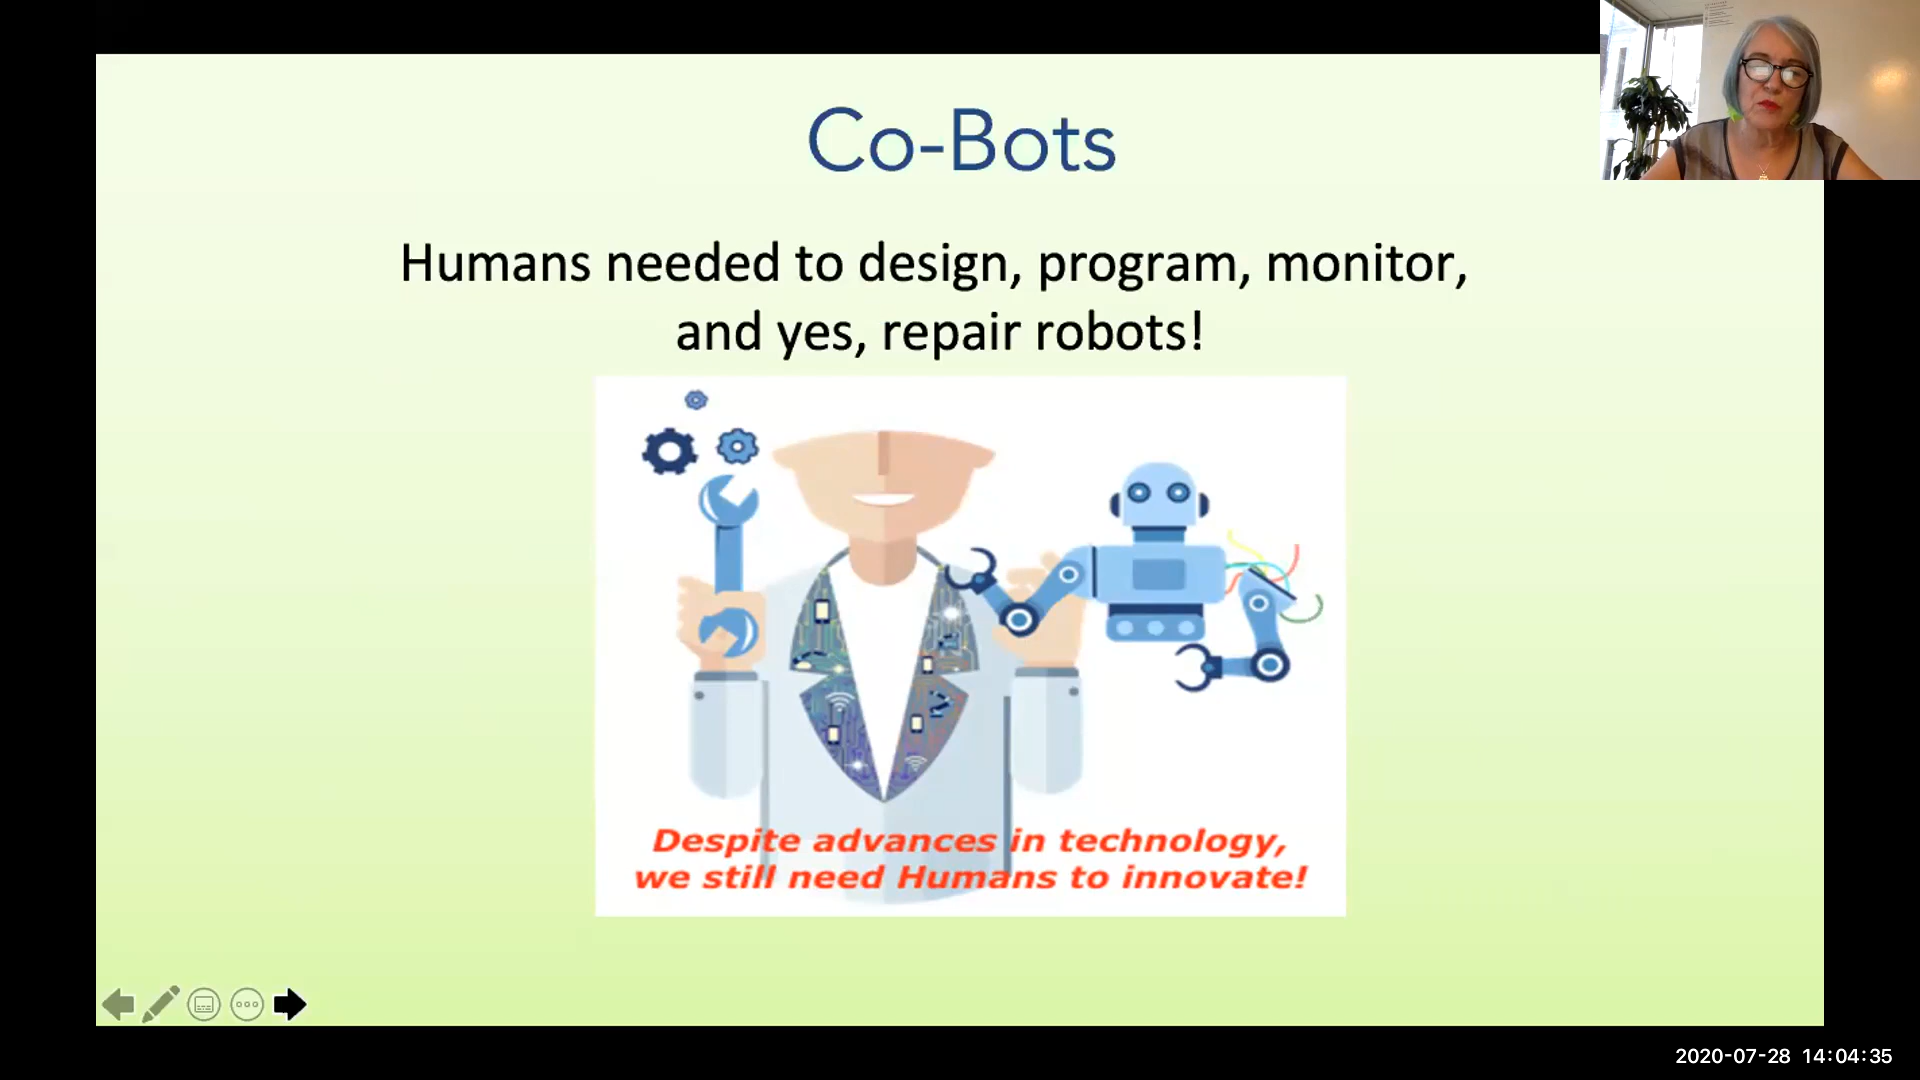 Co-Bots
Humans needed to design, program, monitor,
and yes, repair robots!
Despite advances in technology,
we still need Humans to innovate!
2020-07-28 14:04:35